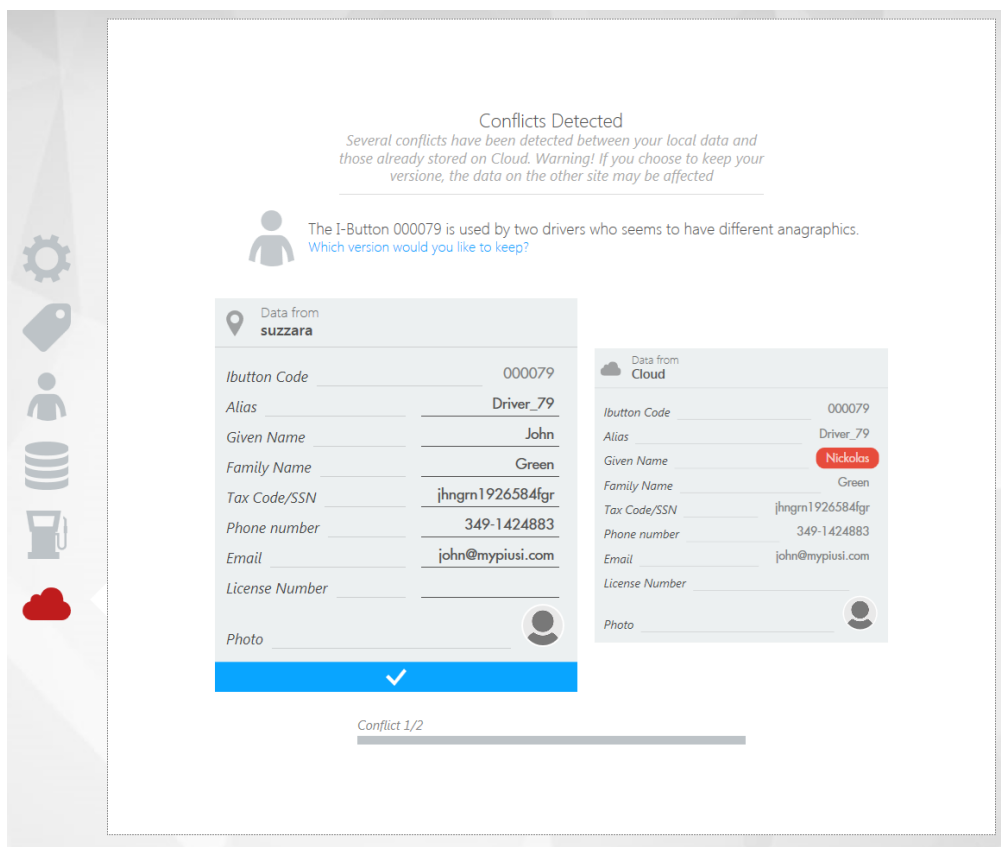 Conflicts Detected
Several conflicts have been detected between your local data and
those already stored on Cloud. Warning! If you choose to keep your
versione, the data on the other site may be affected
The I-Button 000079 is used by two drivers who seems to have different anagraphics.
Which version would you like to keep?
Data from
suzzara
Ibutton Code 000079
Alias Driver_79
Given Name John
Family Name Green
Tax Code/SSN jhngrn1926584fgr
Phone number 349-1424883
Email john@mypiusi.com
License Number
Photo
Data from
Cloud
Ibutton Code 000079
Alias Driver_79
Given Name Nickolas
Family Name Green
Tax Code/SSN jhngrn1926584fgr
Phone number 349-1424883
Email john@mypiusi.com
License Number
Photo
Conflict 1/2